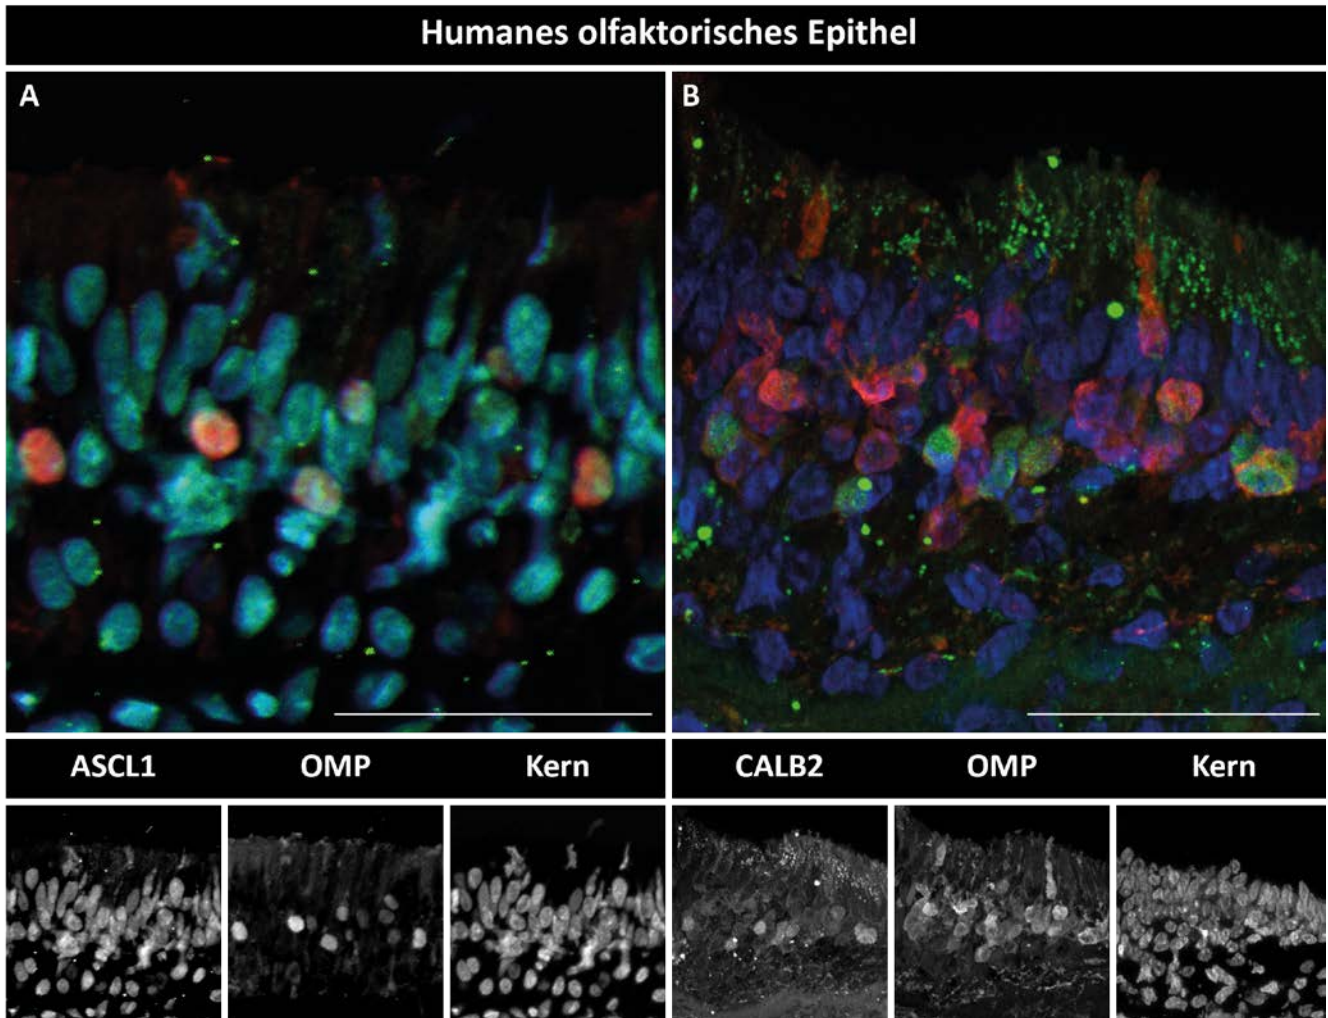 Humanes olfaktorisches Epithel
A
B
ASCL1 OMP Kern
CALB2 OMP Kern